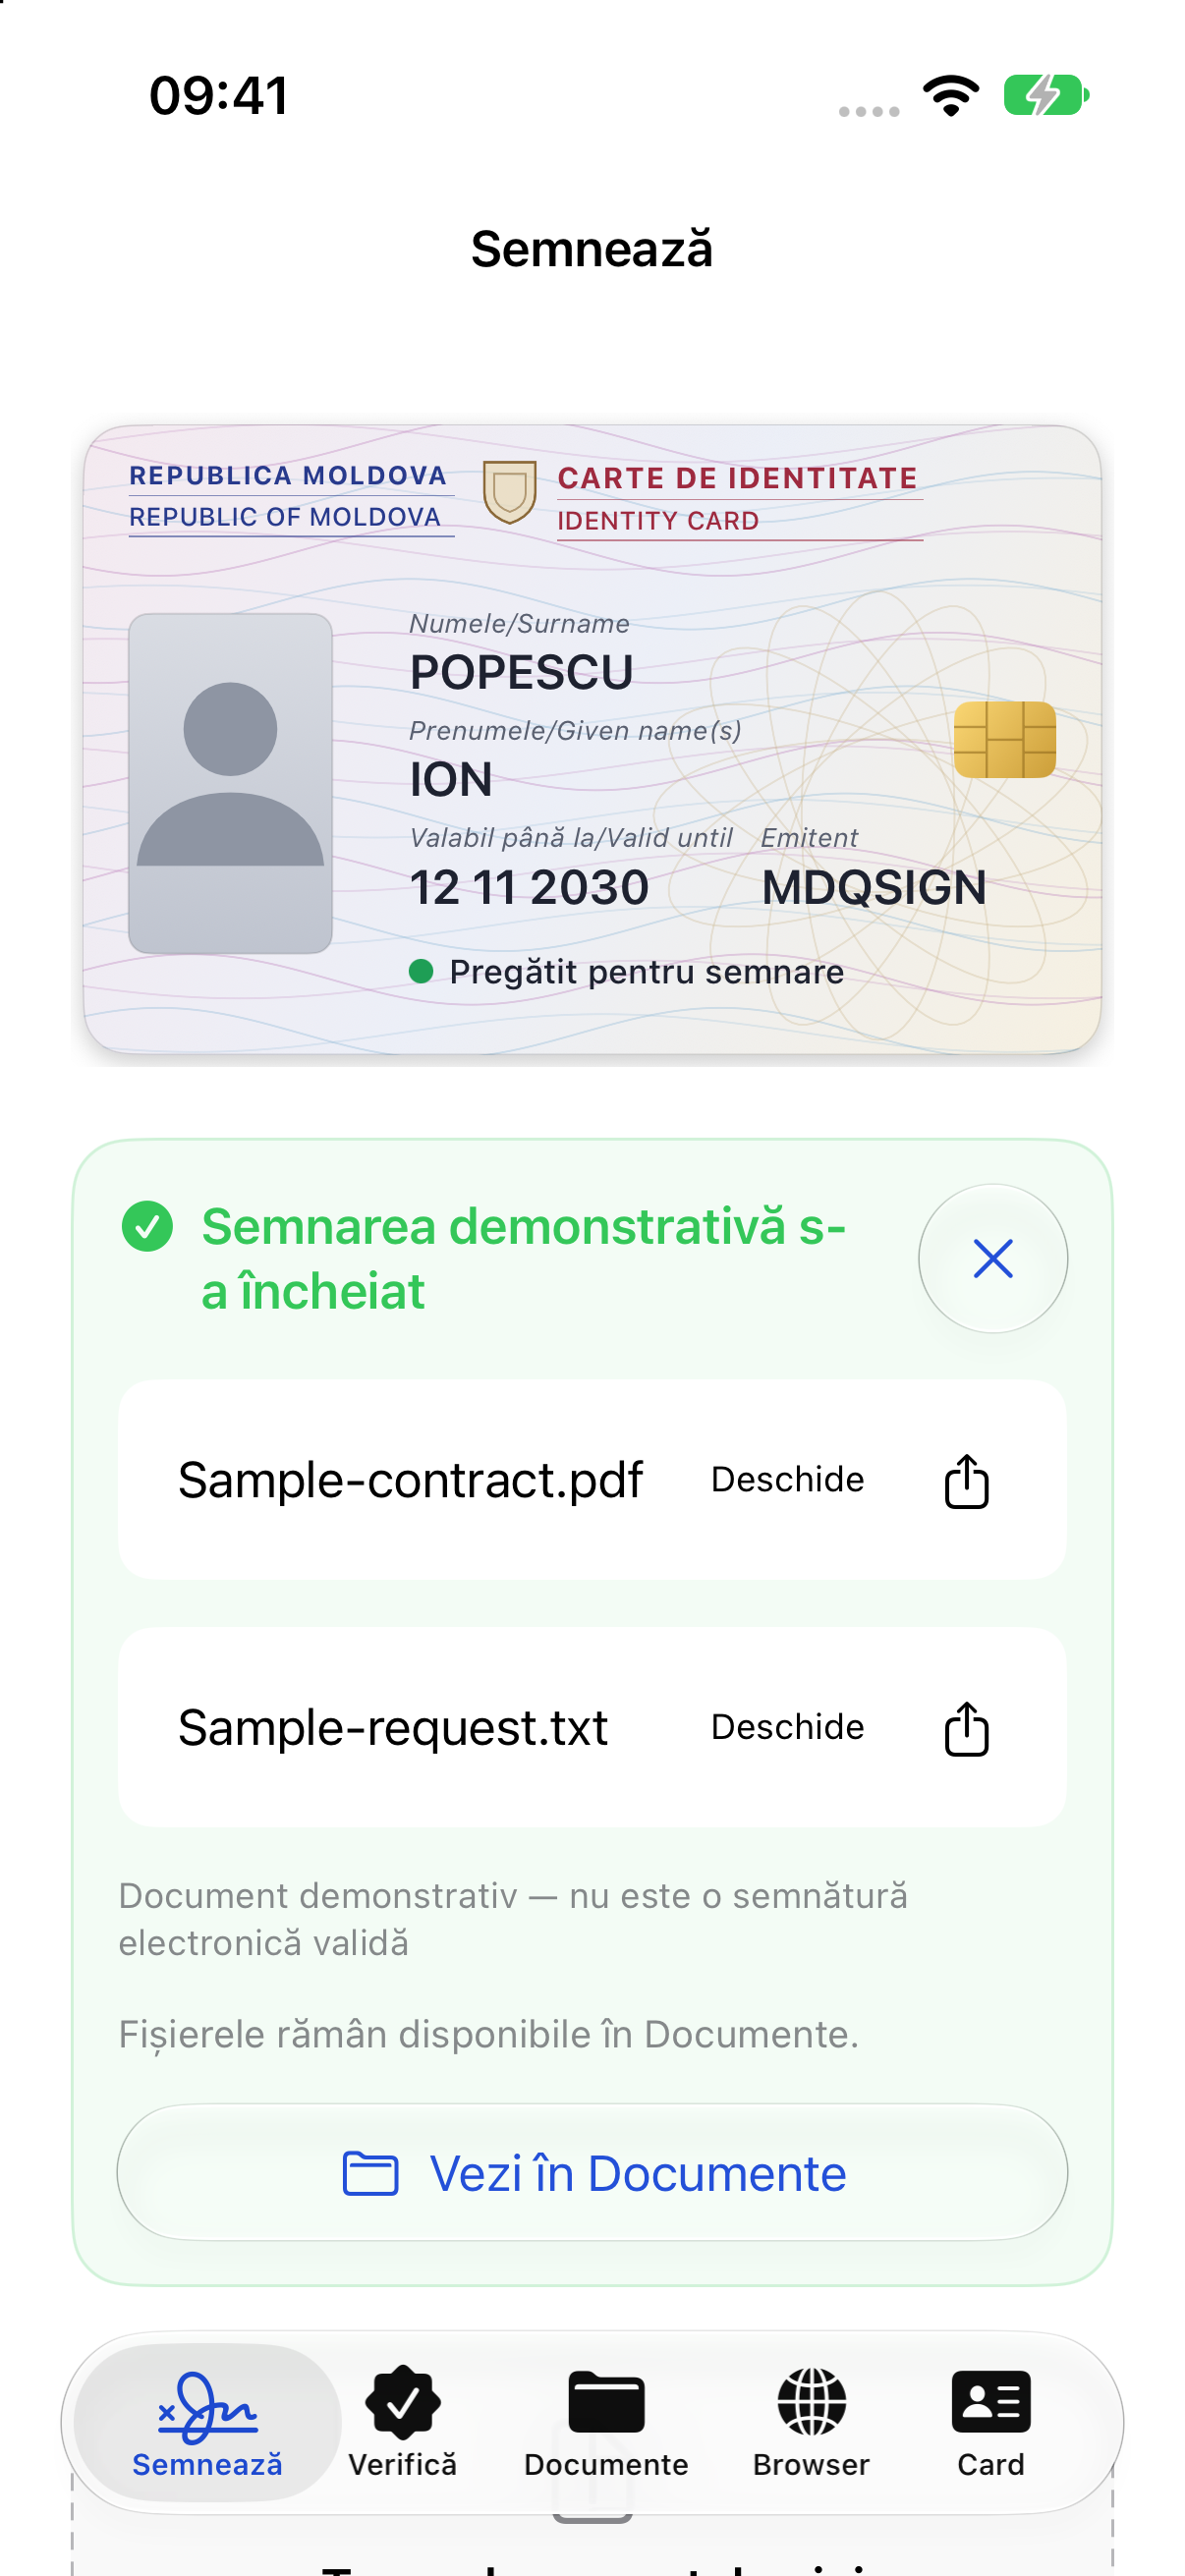 09:41
Semnează
REPUBLICA MOLDOVA
REPUBLIC OF MOLDOVA
CARTE DE IDENTITATE
IDENTITY CARD
Numele/Surname
POPESCU
Prenumele/Given name(s)
ION
Valabil până la/Valid until Emitent
12 11 2030 MDQSIGN
Pregătit pentru semnare
Semnarea demonstrativă s-
a încheiat
Sample-contract.pdf Deschide
Sample-request.txt Deschide
Document demonstrativ — nu este o semnătură
electronică validă
Fișierele rămân disponibile în Documente.
Vezi în Documente
Semnează Verifică Documente Browser Card